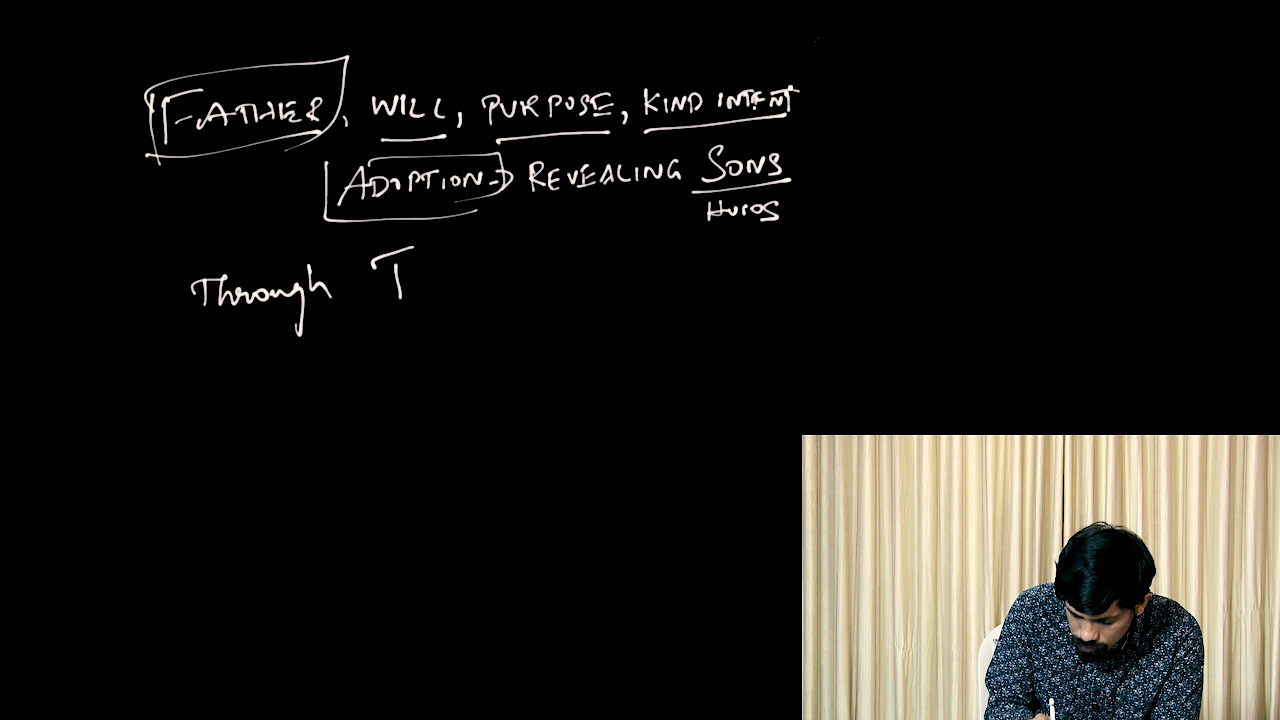 FATHER, WILL, PURPOSE, KIND INTENT
ADOPTION → REVEALING SONS
Huios
Through T